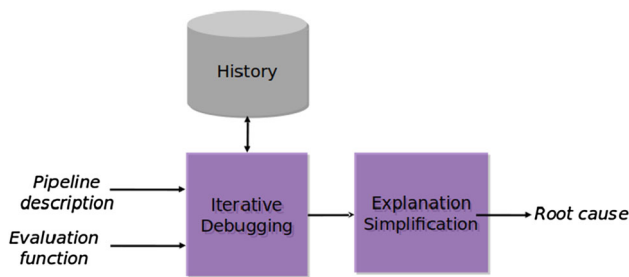 History
Pipeline
description
Evaluation
function
Iterative
Debugging
Explanation
Simplification
Root cause